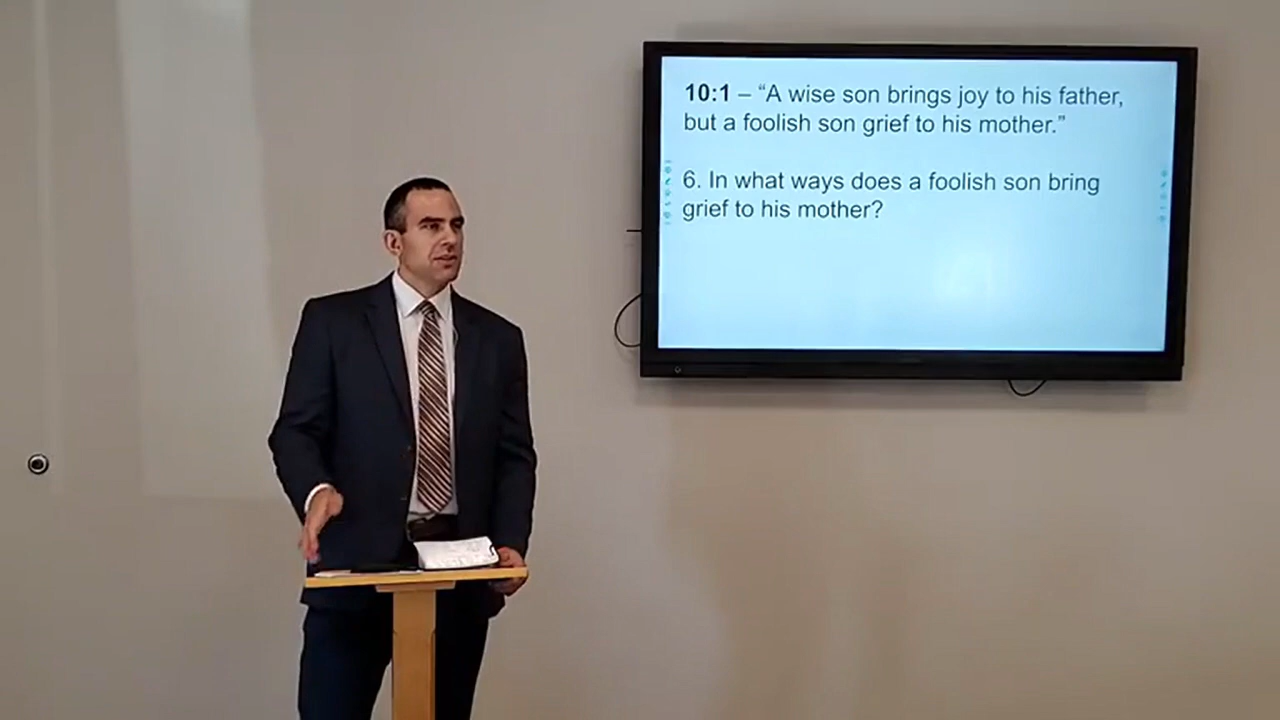 10:1 – “A wise son brings joy to his father,
but a foolish son grief to his mother.”
6. In what ways does a foolish son bring
grief to his mother?